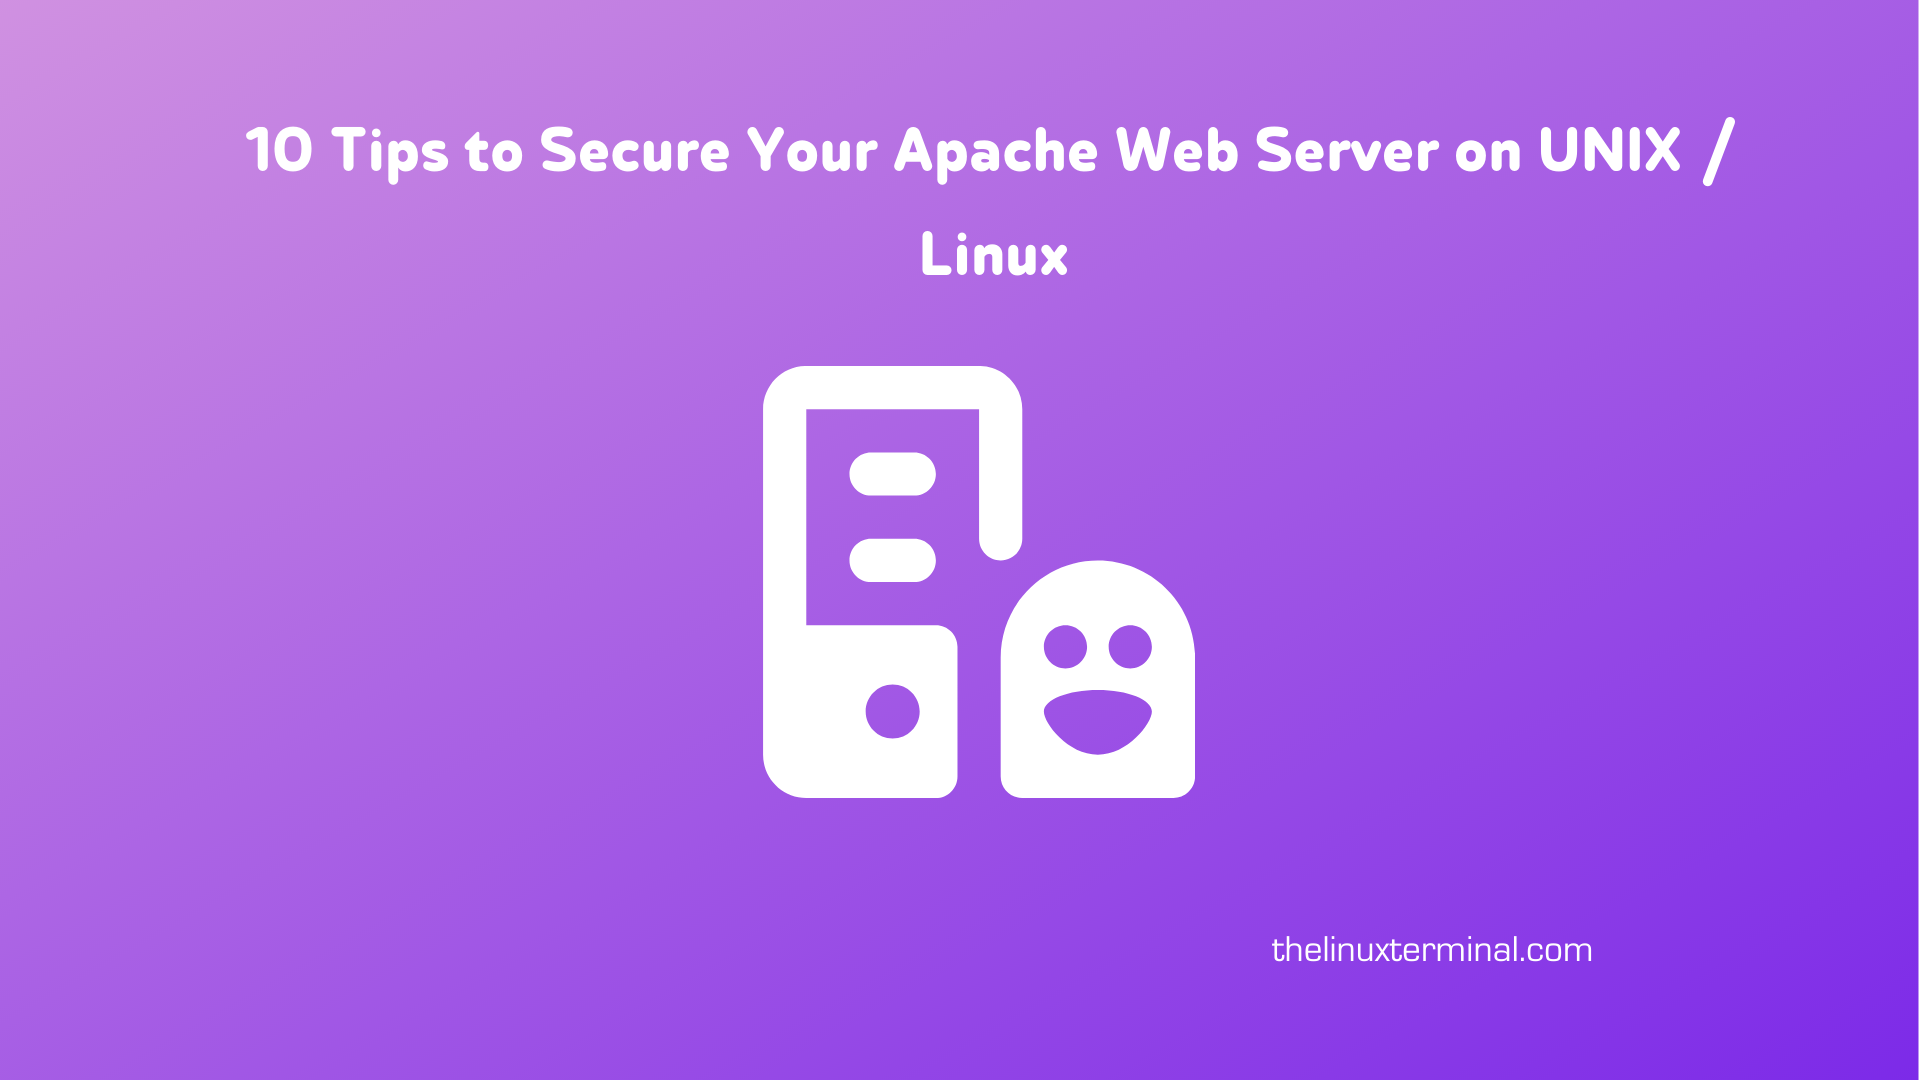 10 Tips to Secure Your Apache Web Server on UNIX /
Linux
thelinuxterminal.com